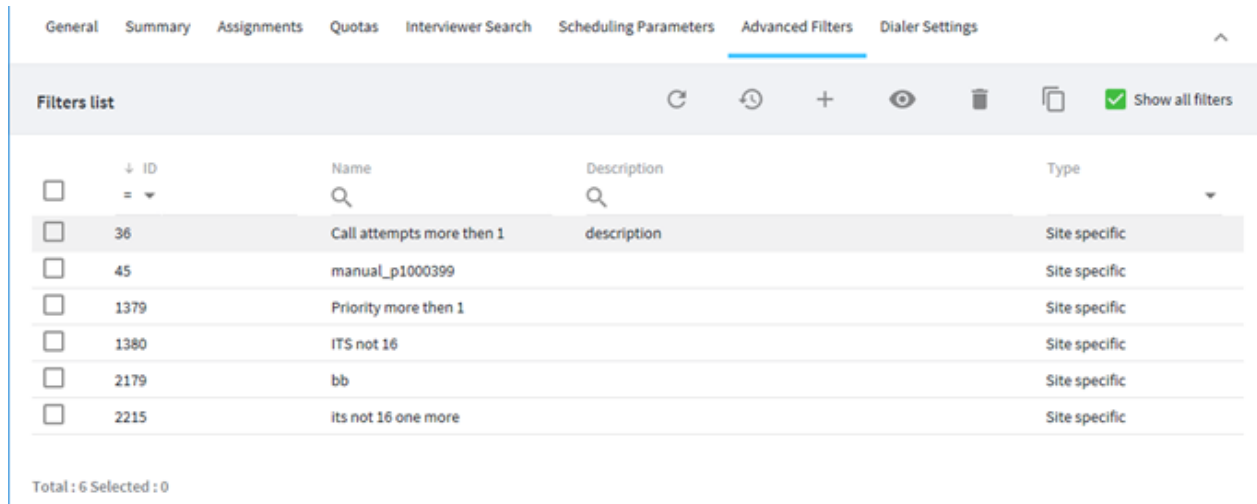 General Summary Assignments Quotas Interviewer Search Scheduling Parameters Advanced Filters Dialer Settings
Filters list Show all filters
ID Name Description Type
=
36 Call attempts more then 1 description Site specific
45 manual_p1000399 Site specific
1379 Priority more then 1 Site specific
1380 ITS not 16 Site specific
2179 bb Site specific
2215 its not 16 one more Site specific
Total : 6 Selected : 0